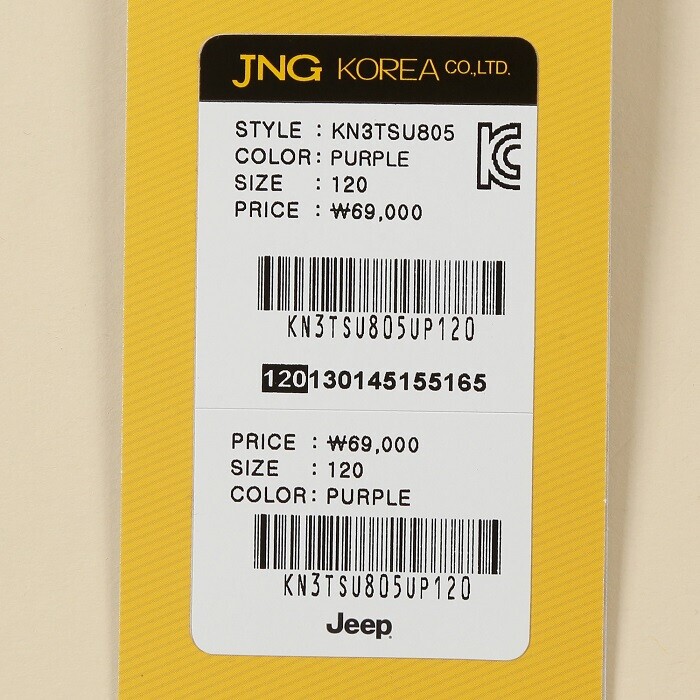 JNG KOREA CO.,LTD.
STYLE : KN3TSU805
COLOR: PURPLE
SIZE : 120
PRICE : ₩69,000
KN3TSU805UP120
120130145155165
PRICE : ₩69,000
SIZE : 120
COLOR: PURPLE
KN3TSU805UP120
Jeep